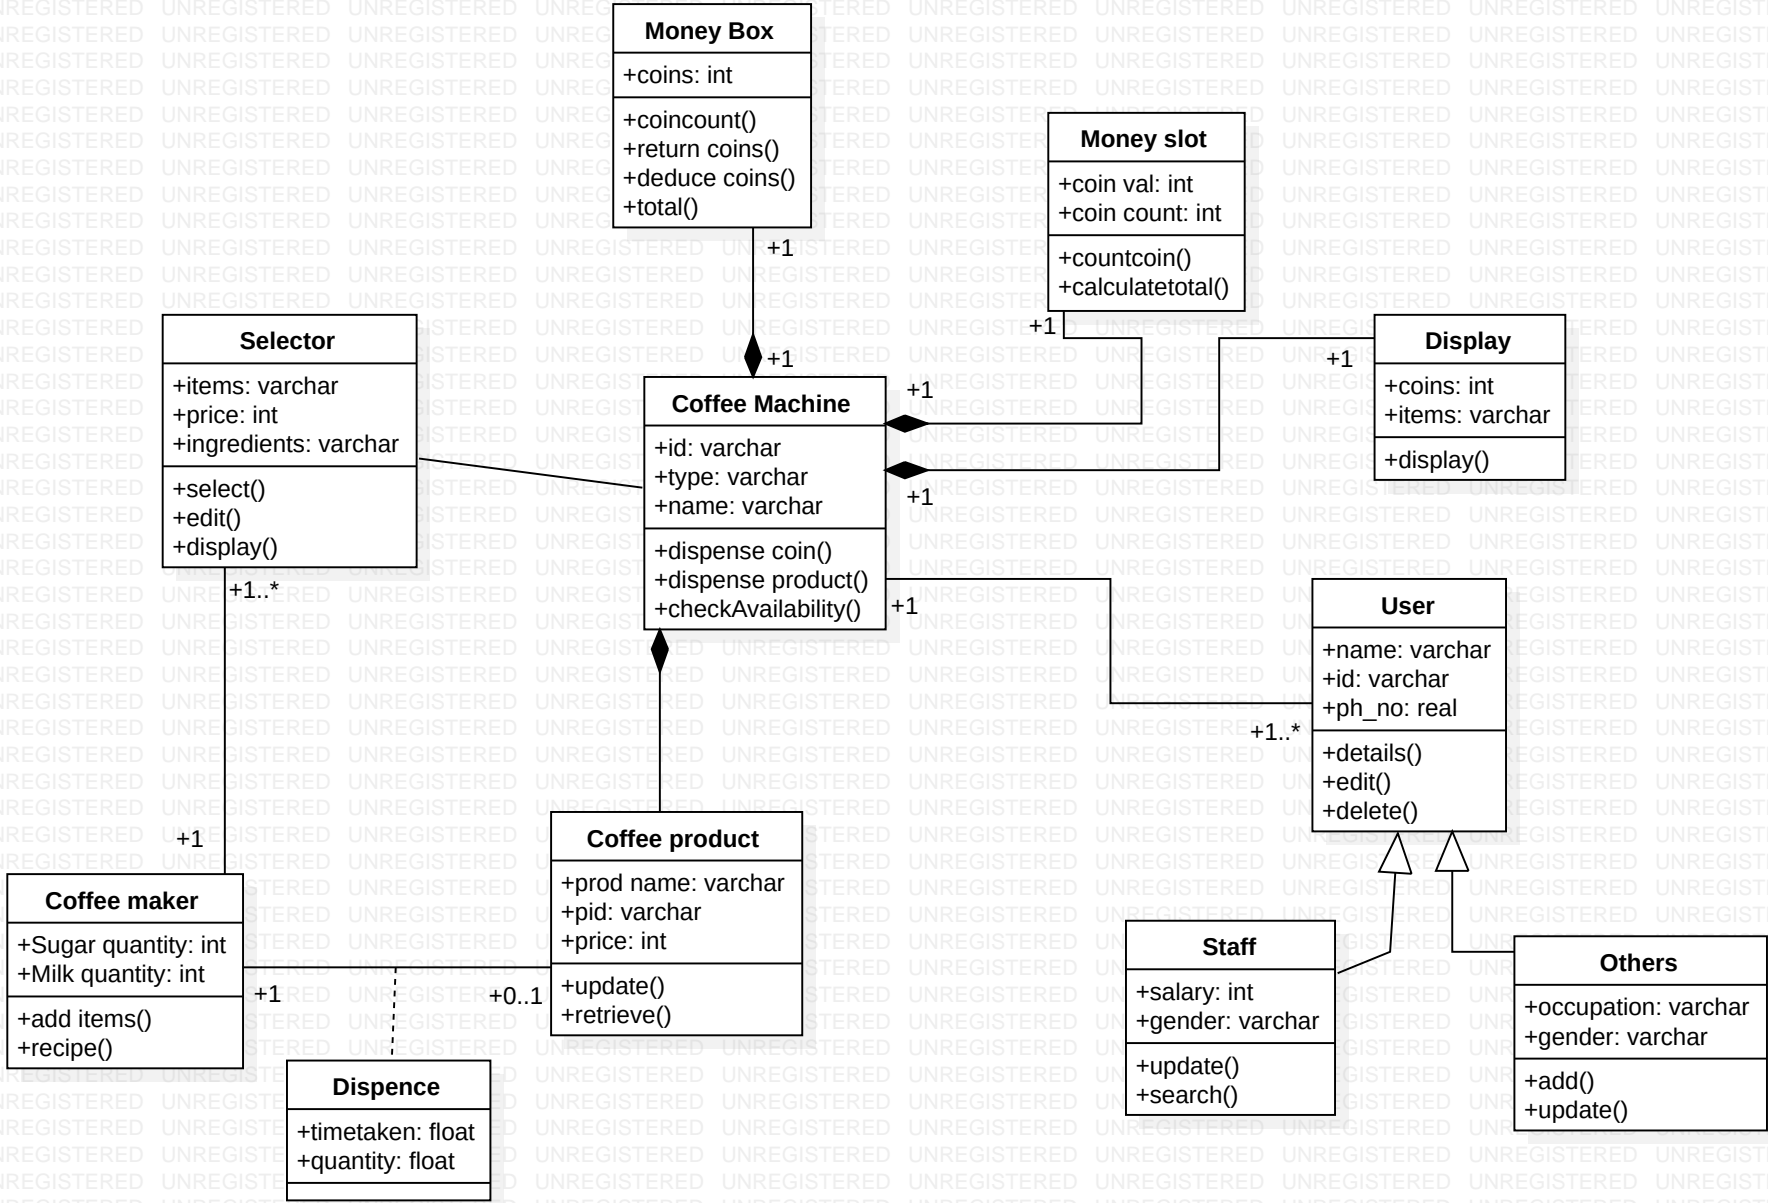 Money Box
+coins: int
+coincount()
+return coins()
+deduce coins()
+total()
+1
+1
Money slot
+coin val: int
+coin count: int
+countcoin()
+calculatetotal()
+1
+1
Display
+coins: int
+items: varchar
+display()
+1
+1
Selector
+items: varchar
+price: int
+ingredients: varchar
+select()
+edit()
+display()
+1..*
+1
Coffee Machine
+id: varchar
+type: varchar
+name: varchar
+dispense coin()
+dispense product()
+checkAvailability()
+1
+1..*
User
+name: varchar
+id: varchar
+ph_no: real
+details()
+edit()
+delete()
Coffee maker
+Sugar quantity: int
+Milk quantity: int
+add items()
+recipe()
+1
+0..1
Coffee product
+prod name: varchar
+pid: varchar
+price: int
+update()
+retrieve()
Dispence
+timetaken: float
+quantity: float
Staff
+salary: int
+gender: varchar
+update()
+search()
Others
+occupation: varchar
+gender: varchar
+add()
+update()
UNREGISTERED